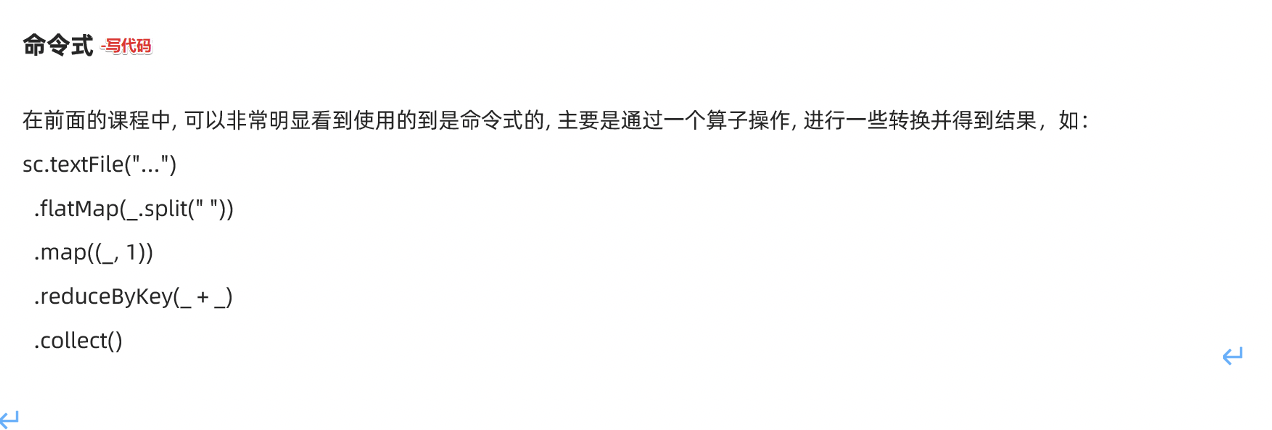 命令式 -写代码
在前面的课程中, 可以非常明显看到使用的到是命令式的, 主要是通过一个算子操作, 进行一些转换并得到结果，如：
sc.textFile("...")
.flatMap(_.split(" "))
.map((_, 1))
.reduceByKey(_ + _)
.collect()